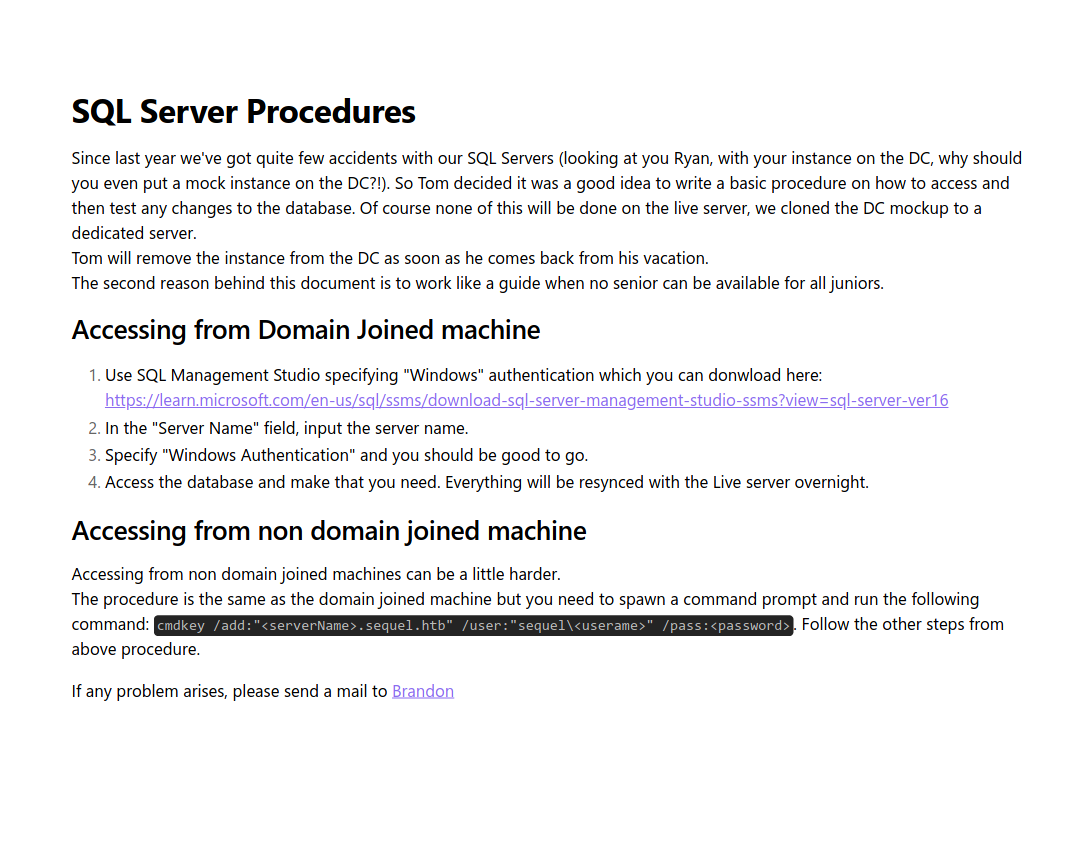 SQL Server Procedures
Since last year we've got quite few accidents with our SQL Servers (looking at you Ryan, with your instance on the DC, why should
you even put a mock instance on the DC?!). So Tom decided it was a good idea to write a basic procedure on how to access and
then test any changes to the database. Of course none of this will be done on the live server, we cloned the DC mockup to a
dedicated server.
Tom will remove the instance from the DC as soon as he comes back from his vacation.
The second reason behind this document is to work like a guide when no senior can be available for all juniors.
Accessing from Domain Joined machine
1. Use SQL Management Studio specifying "Windows" authentication which you can donwload here:
https://learn.microsoft.com/en-us/sql/ssms/download-sql-server-management-studio-ssms?view=sql-server-ver16
2. In the "Server Name" field, input the server name.
3. Specify "Windows Authentication" and you should be good to go.
4. Access the database and make that you need. Everything will be resynced with the Live server overnight.
Accessing from non domain joined machine
Accessing from non domain joined machines can be a little harder.
The procedure is the same as the domain joined machine but you need to spawn a command prompt and run the following
command: cmdkey /add:"<serverName>.sequel.htb" /user:"sequel\<userame>" /pass:<password>. Follow the other steps from
above procedure.
If any problem arises, please send a mail to Brandon